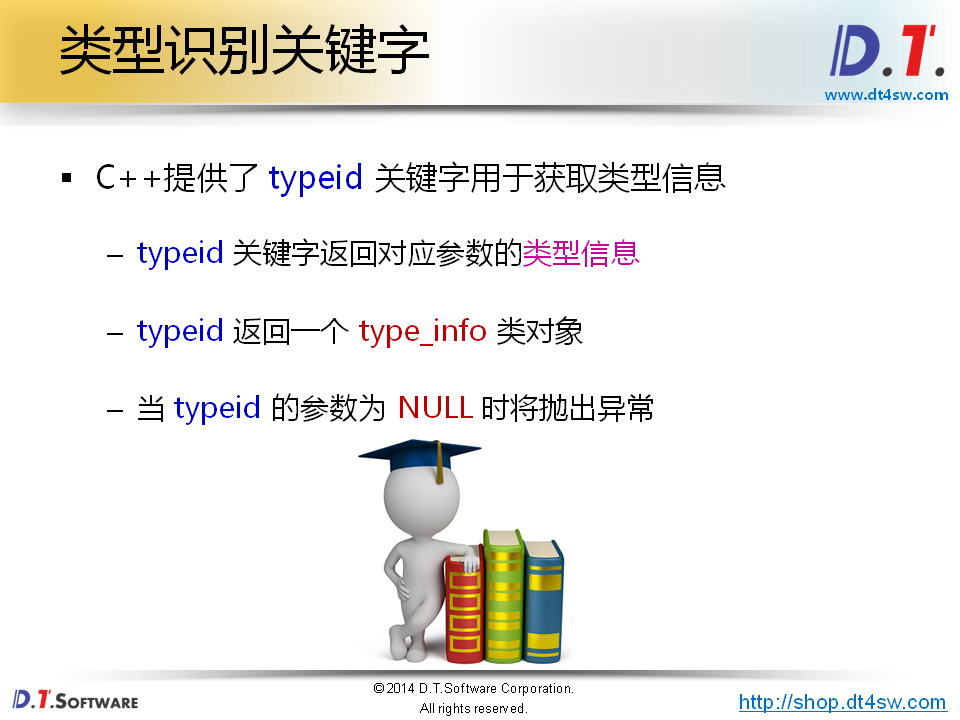 类型识别关键字
D.T.
www.dt4sw.com
▪ C++提供了 typeid 关键字用于获取类型信息
– typeid 关键字返回对应参数的类型信息
– typeid 返回一个 type_info 类对象
– 当 typeid 的参数为 NULL 时将抛出异常
D.T.SOFTWARE
©2014 D.T.Software Corporation.
All rights reserved.
http://shop.dt4sw.com